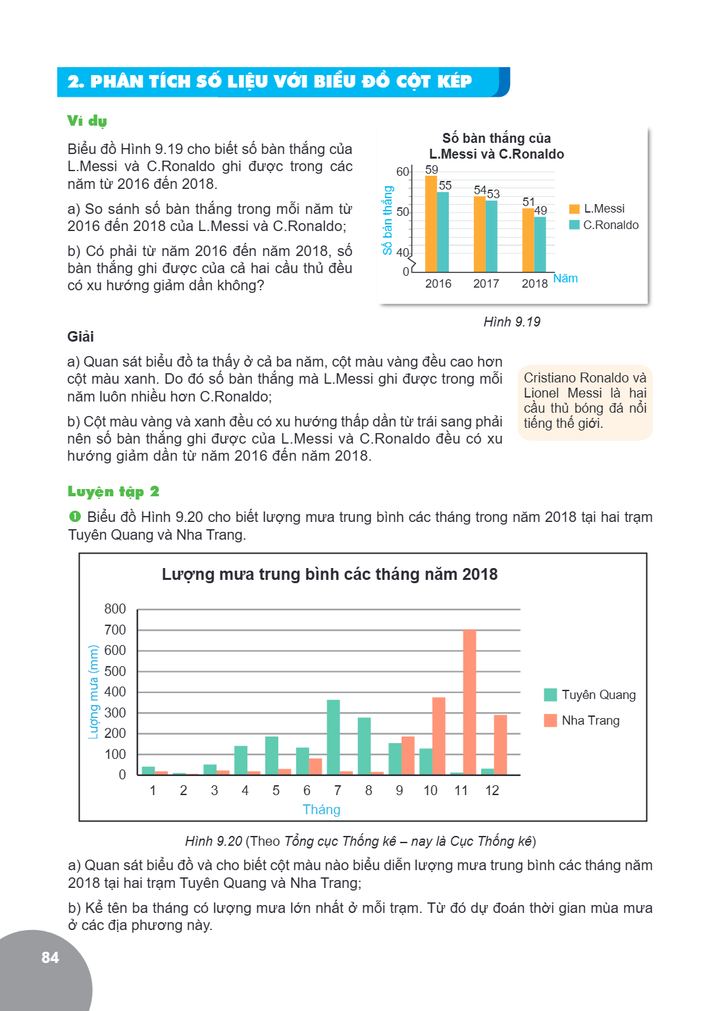 2. PHÂN TÍCH SỐ LIỆU VỚI BIỂU ĐỒ CỘT KÉP
Ví dụ
Biểu đồ Hình 9.19 cho biết số bàn thắng của
L.Messi và C.Ronaldo ghi được trong các
năm từ 2016 đến 2018.
a) So sánh số bàn thắng trong mỗi năm từ
2016 đến 2018 của L.Messi và C.Ronaldo;
b) Có phải từ năm 2016 đến năm 2018, số
bàn thắng ghi được của cả hai cầu thủ đều
có xu hướng giảm dần không?
Số bàn thắng của
L.Messi và C.Ronaldo
Số bàn thắng
60
50
40
0
59
55
54
53
51
49
2016
2017
2018
Năm
L.Messi
C.Ronaldo
Hình 9.19
Giải
a) Quan sát biểu đồ ta thấy ở cả ba năm, cột màu vàng đều cao hơn
cột màu xanh. Do đó số bàn thắng mà L.Messi ghi được trong mỗi
năm luôn nhiều hơn C.Ronaldo;
b) Cột màu vàng và xanh đều có xu hướng thấp dần từ trái sang phải
nên số bàn thắng ghi được của L.Messi và C.Ronaldo đều có xu
hướng giảm dần từ năm 2016 đến năm 2018.
Cristiano Ronaldo và
Lionel Messi là hai
cầu thủ bóng đá nổi
tiếng thế giới.
Luyện tập 2
1 Biểu đồ Hình 9.20 cho biết lượng mưa trung bình các tháng trong năm 2018 tại hai trạm
Tuyên Quang và Nha Trang.
Lượng mưa trung bình các tháng năm 2018
Lượng mưa (mm)
800
700
600
500
400
300
200
100
0
1 2 3 4 5 6 7 8 9 10 11 12
Tháng
Tuyên Quang
Nha Trang
Hình 9.20 (Theo Tổng cục Thống kê – nay là Cục Thống kê)
a) Quan sát biểu đồ và cho biết cột màu nào biểu diễn lượng mưa trung bình các tháng năm
2018 tại hai trạm Tuyên Quang và Nha Trang;
b) Kể tên ba tháng có lượng mưa lớn nhất ở mỗi trạm. Từ đó dự đoán thời gian mùa mưa
ở các địa phương này.
84